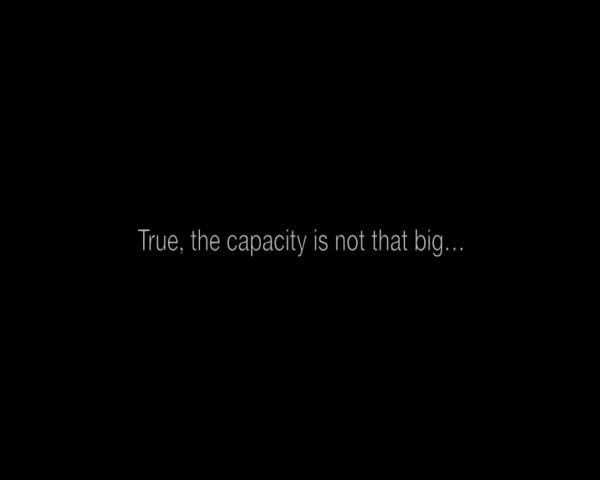 True, the capacity is not that big…